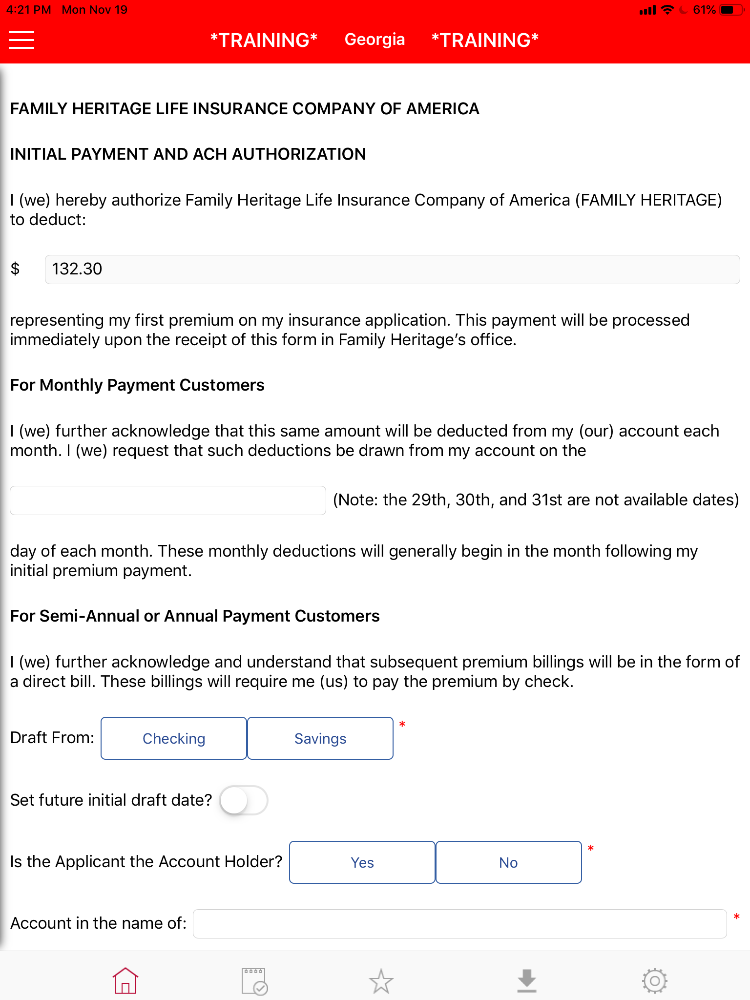 4:21 PM Mon Nov 19 61%
*TRAINING* Georgia *TRAINING*
FAMILY HERITAGE LIFE INSURANCE COMPANY OF AMERICA
INITIAL PAYMENT AND ACH AUTHORIZATION
I (we) hereby authorize Family Heritage Life Insurance Company of America (FAMILY HERITAGE)
to deduct:
$ 132.30
representing my first premium on my insurance application. This payment will be processed
immediately upon the receipt of this form in Family Heritage’s office.
For Monthly Payment Customers
I (we) further acknowledge that this same amount will be deducted from my (our) account each
month. I (we) request that such deductions be drawn from my account on the
(Note: the 29th, 30th, and 31st are not available dates)
day of each month. These monthly deductions will generally begin in the month following my
initial premium payment.
For Semi-Annual or Annual Payment Customers
I (we) further acknowledge and understand that subsequent premium billings will be in the form of
a direct bill. These billings will require me (us) to pay the premium by check.
Draft From: Checking Savings *
Set future initial draft date?
Is the Applicant the Account Holder? Yes No *
Account in the name of: *